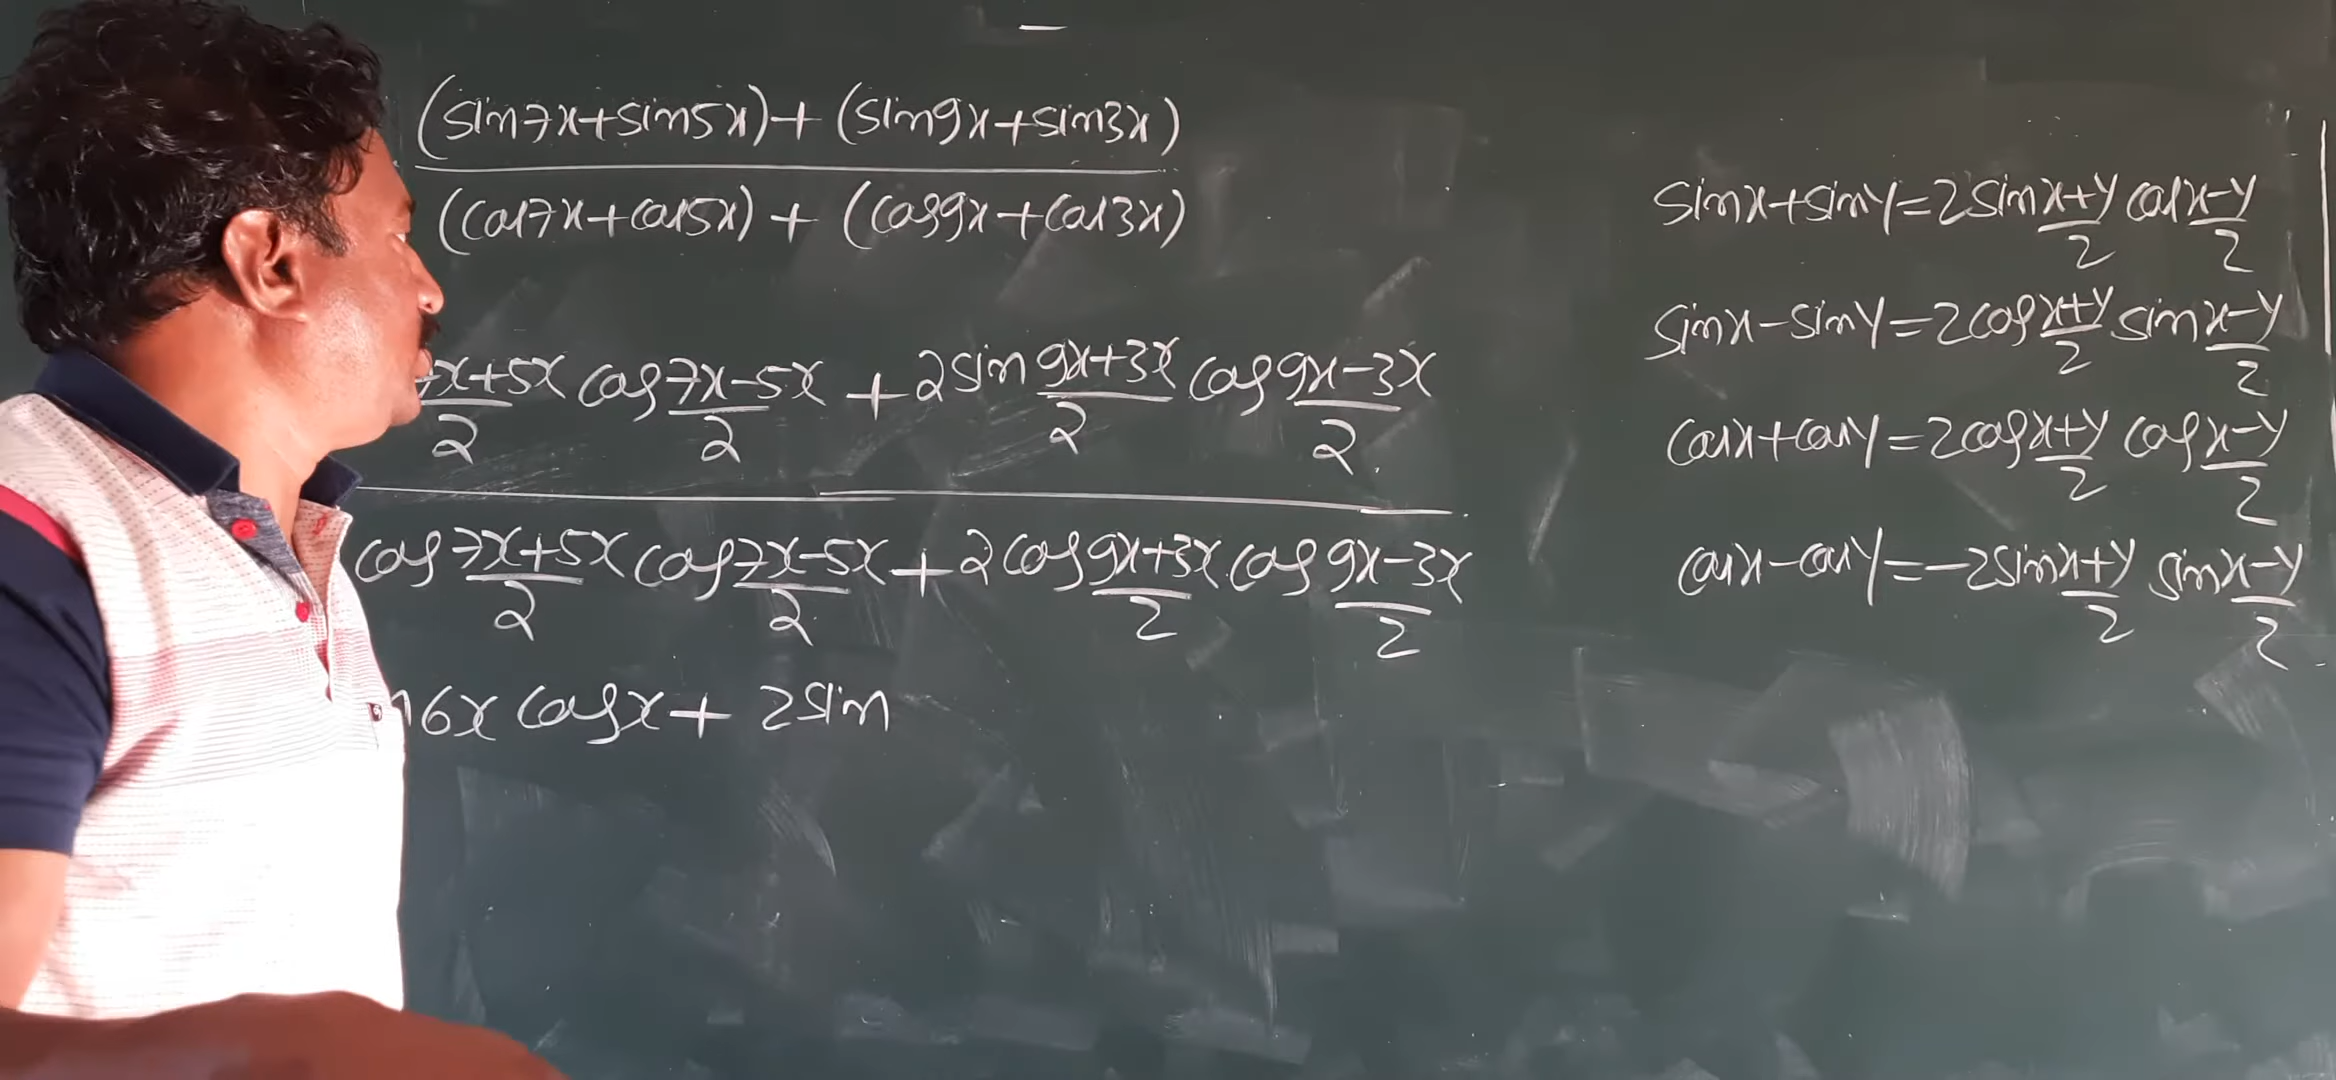 (sin7x+sin5x)+(sin9x+sin3x)
(cos7x+cos5x)+(cos9x+cos3x)
7x+5x/2 cos 7x-5x/2 + 2sin 9x+3x/2 cos 9x-3x/2
cos 7x+5x/2 cos 7x-5x/2 + 2cos 9x+3x/2 cos 9x-3x/2
6x cosx + 2sin
sinx+siny=2sin x+y/2 cos x-y/2
sinx-siny=2cos x+y/2 sin x-y/2
cosx+cosy=2cos x+y/2 cos x-y/2
cosx-cosy=-2sin x+y/2 sin x-y/2